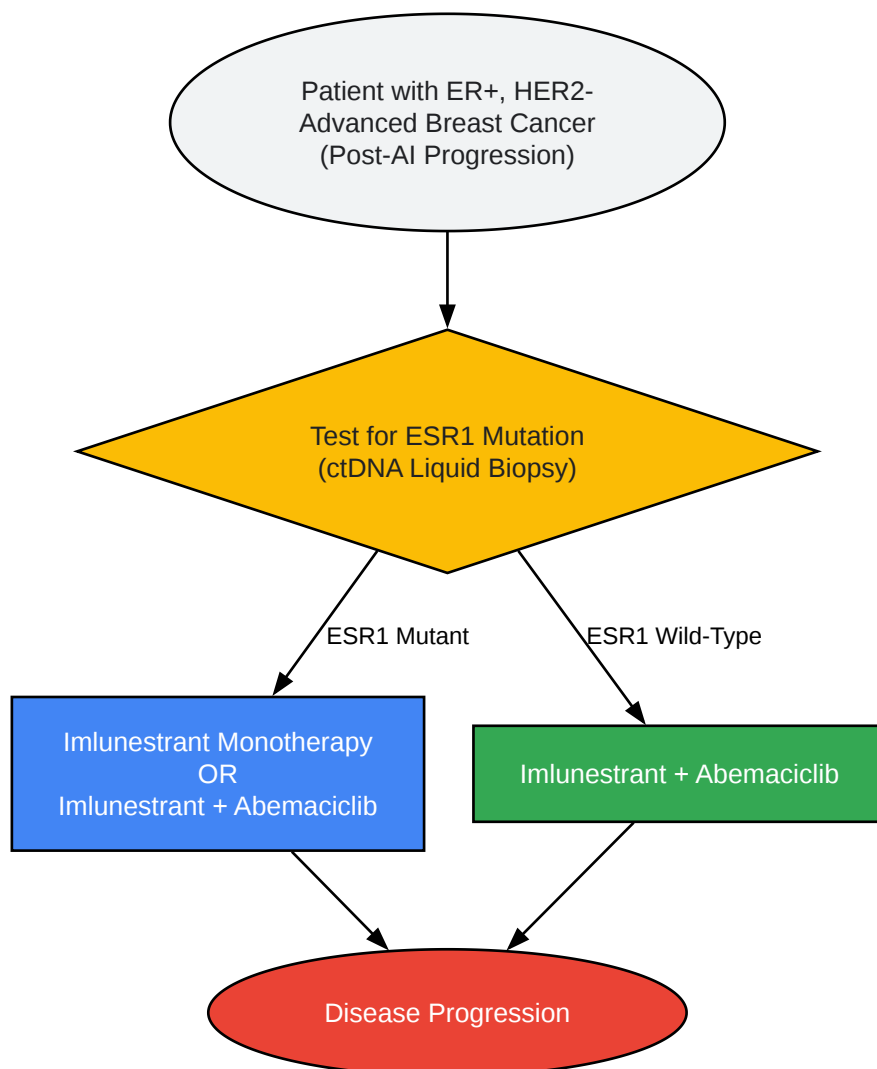 Patient with ER+, HER2-
Advanced Breast Cancer
(Post-AI Progression)
Test for ESR1 Mutation
(ctDNA Liquid Biopsy)
ESR1 Mutant
ESR1 Wild-Type
Imlunestrant Monotherapy
OR
Imlunestrant + Abemaciclib
Imlunestrant + Abemaciclib
Disease Progression